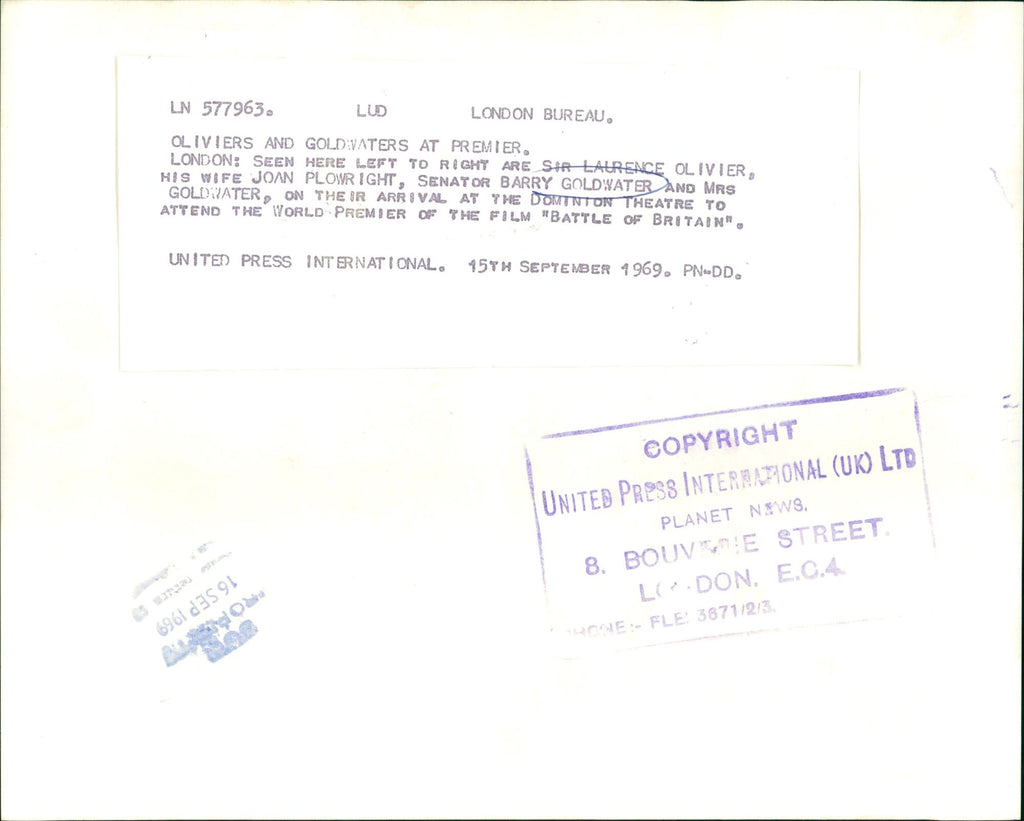 LN 577963. LUD LONDON BUREAU.
OLIVIERS AND GOLDWATERS AT PREMIER.
LONDON: SEEN HERE LEFT TO RIGHT ARE SIR LAURENCE OLIVIER,
HIS WIFE JOAN PLOWRIGHT, SENATOR BARRY GOLDWATER AND MRS
GOLDWATER, ON THEIR ARRIVAL AT THE DOMINION THEATRE TO
ATTEND THE WORLD PREMIER OF THE FILM "BATTLE OF BRITAIN".
UNITED PRESS INTERNATIONAL. 15TH SEPTEMBER 1969. PN-DD.
COPYRIGHT
UNITED PRESS INTERNATIONAL (UK) LTD
PLANET NEWS.
8. BOUVERIE STREET.
LONDON. E.C.4.
PHONE:- FLE: 3671/2/3.
16 SEP 1969